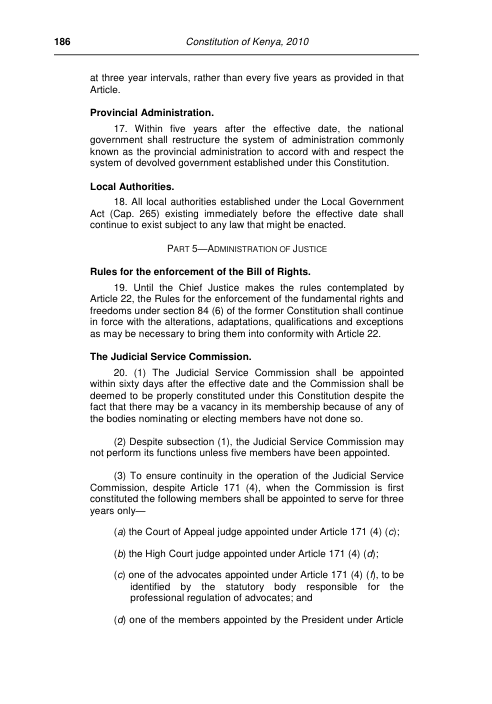 186 Constitution of Kenya, 2010
at three year intervals, rather than every five years as provided in that
Article.
Provincial Administration.
17. Within five years after the effective date, the national
government shall restructure the system of administration commonly
known as the provincial administration to accord with and respect the
system of devolved government established under this Constitution.
Local Authorities.
18. All local authorities established under the Local Government
Act (Cap. 265) existing immediately before the effective date shall
continue to exist subject to any law that might be enacted.
PART 5—ADMINISTRATION OF JUSTICE
Rules for the enforcement of the Bill of Rights.
19. Until the Chief Justice makes the rules contemplated by
Article 22, the Rules for the enforcement of the fundamental rights and
freedoms under section 84 (6) of the former Constitution shall continue
in force with the alterations, adaptations, qualifications and exceptions
as may be necessary to bring them into conformity with Article 22.
The Judicial Service Commission.
20. (1) The Judicial Service Commission shall be appointed
within sixty days after the effective date and the Commission shall be
deemed to be properly constituted under this Constitution despite the
fact that there may be a vacancy in its membership because of any of
the bodies nominating or electing members have not done so.
(2) Despite subsection (1), the Judicial Service Commission may
not perform its functions unless five members have been appointed.
(3) To ensure continuity in the operation of the Judicial Service
Commission, despite Article 171 (4), when the Commission is first
constituted the following members shall be appointed to serve for three
years only—
(a) the Court of Appeal judge appointed under Article 171 (4) (c);
(b) the High Court judge appointed under Article 171 (4) (d);
(c) one of the advocates appointed under Article 171 (4) (f), to be
identified by the statutory body responsible for the
professional regulation of advocates; and
(d) one of the members appointed by the President under Article